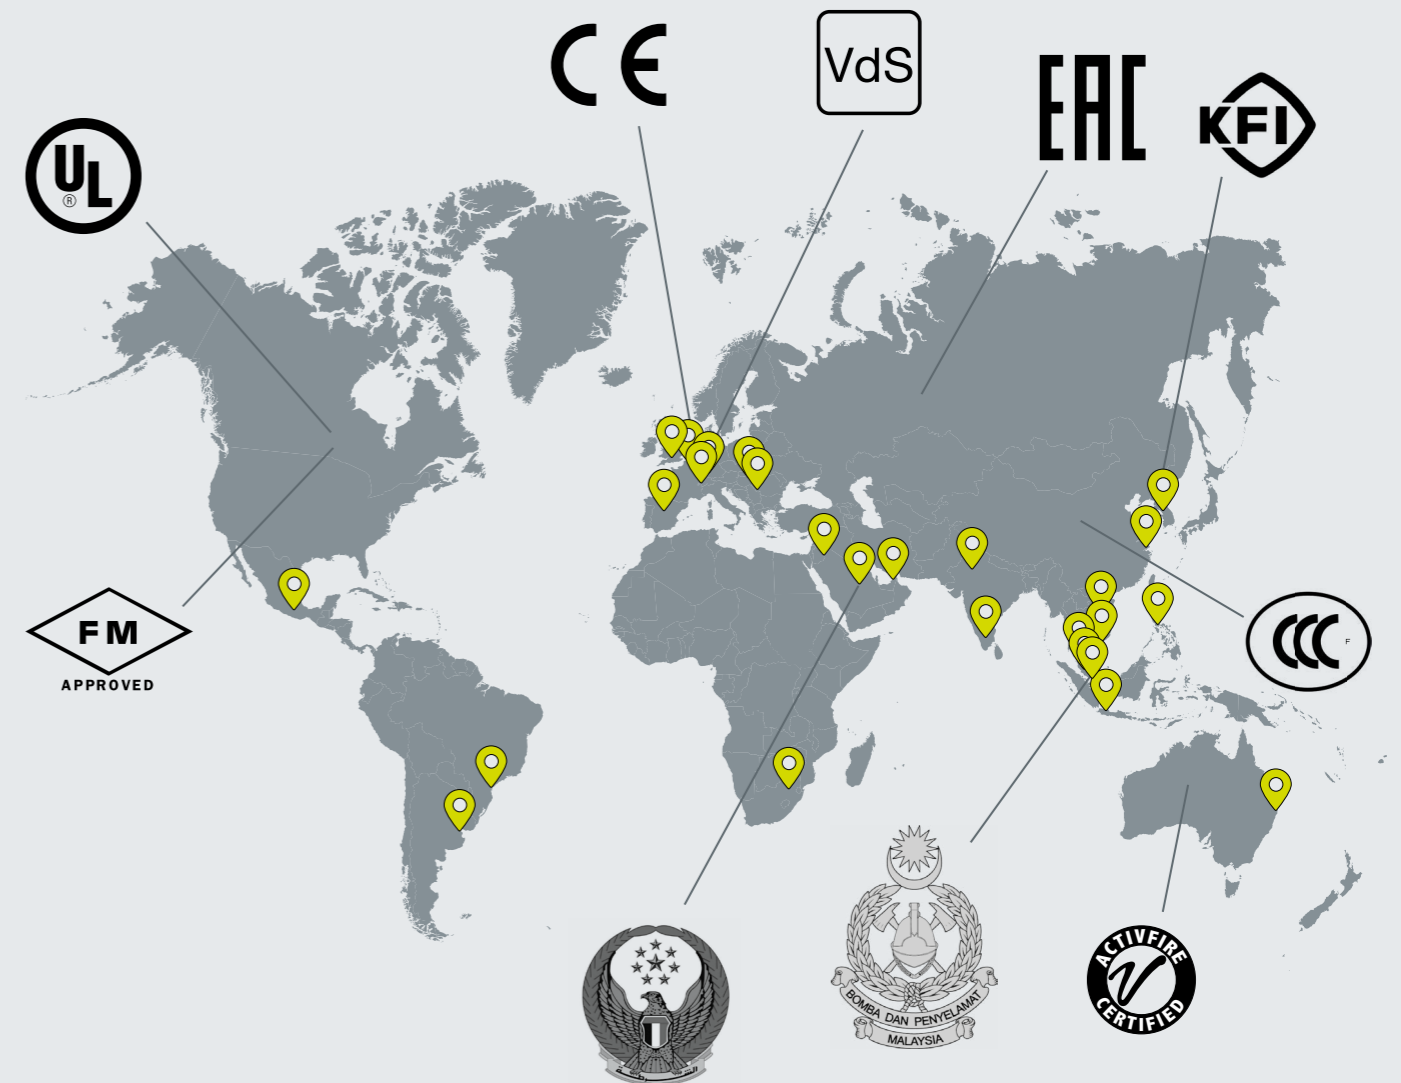 CE
VdS
EAC
KFI
UL
®
FM
APPROVED
CCC
F
BOMBA DAN PENYELAMAT
MALAYSIA
ACTIVFIRE
CERTIFIED